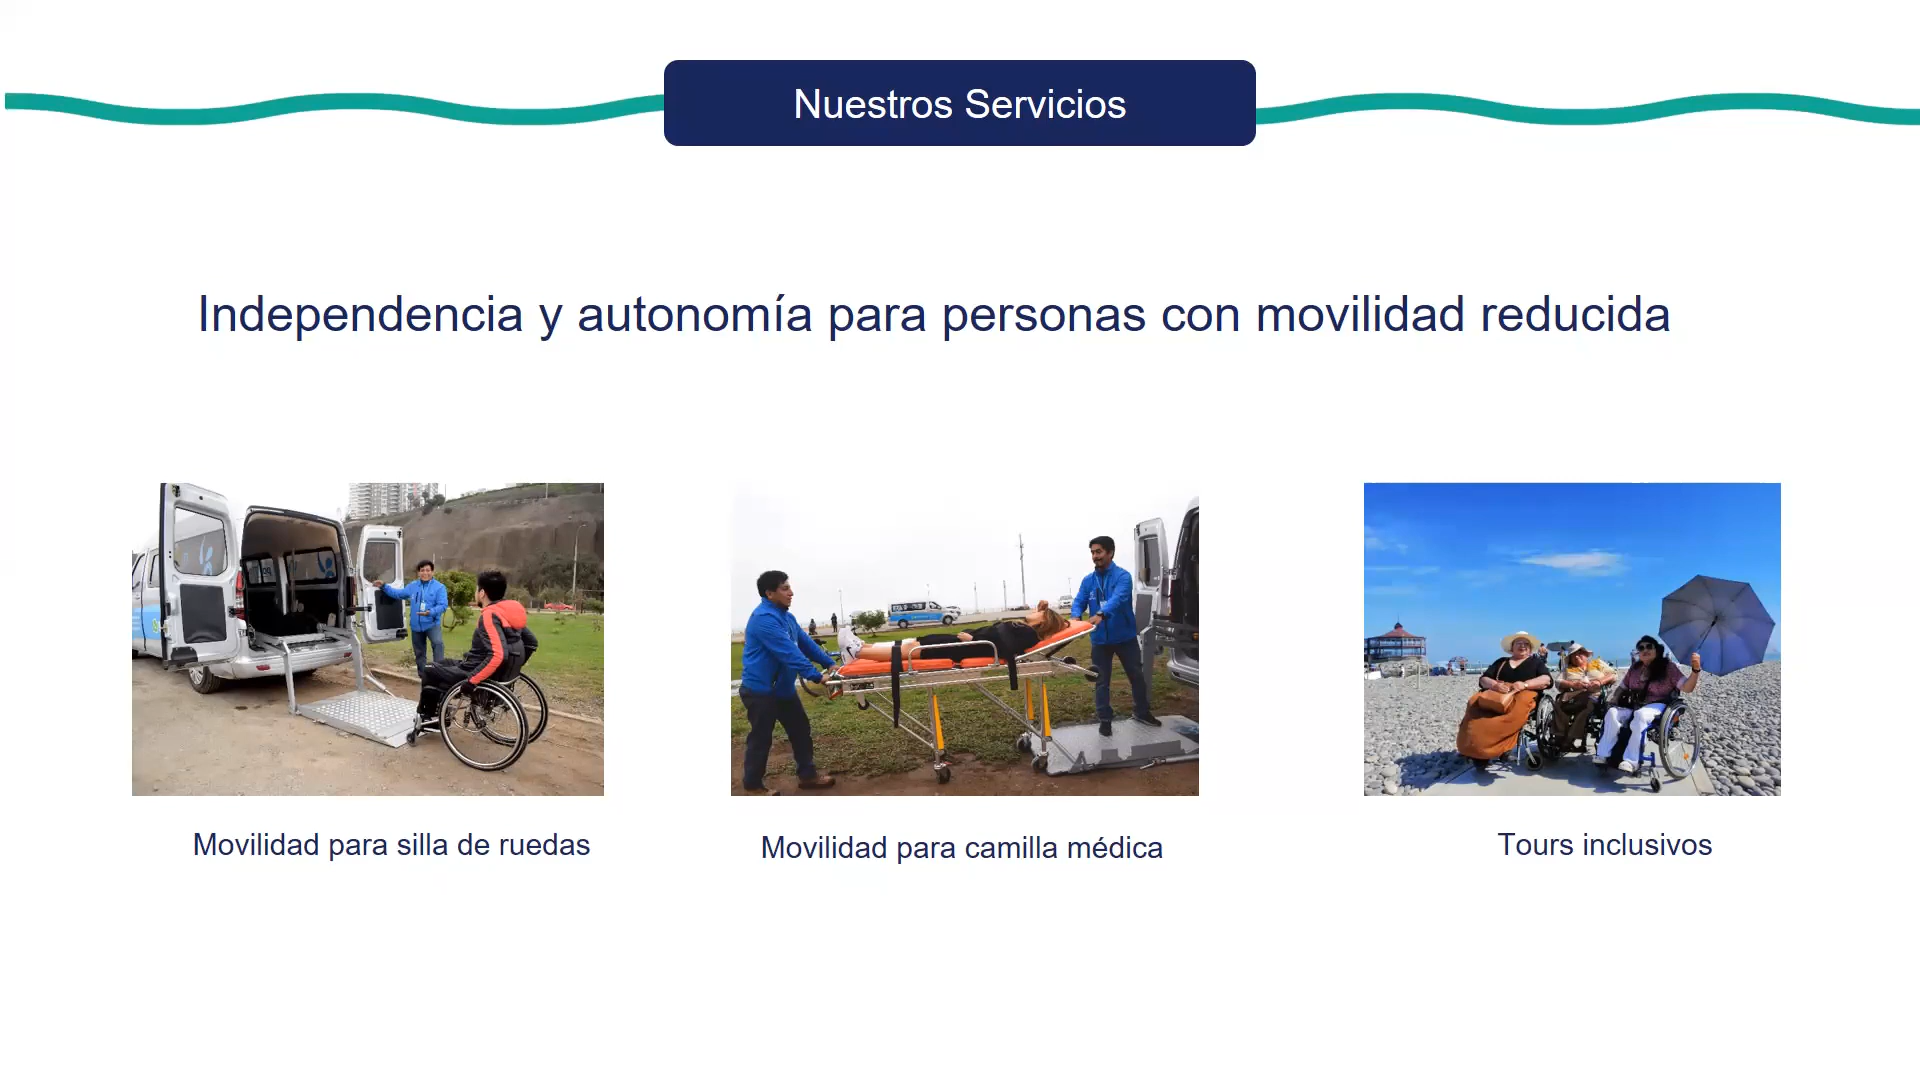 Nuestros Servicios
Independencia y autonomía para personas con movilidad reducida
Movilidad para silla de ruedas
Movilidad para camilla médica
Tours inclusivos